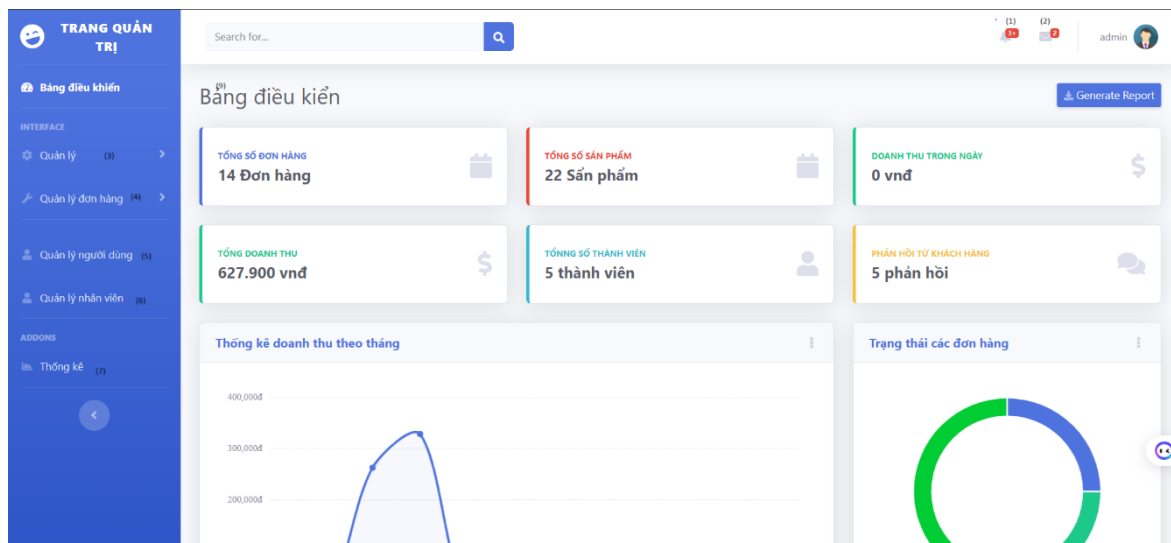 TRANG QUẢN
TRỊ
Search for...
(1)
(2)
3+
2
admin
Bảng điều khiển
(9)
Bảng điều kiển
Generate Report
INTERFACE
Quản lý (3)
Quản lý đơn hàng (4)
Quản lý người dùng (5)
Quản lý nhân viên (6)
ADDONS
Thống kê (7)
TỔNG SỐ ĐƠN HÀNG
14 Đơn hàng
TỔNG SỐ SẢN PHẨM
22 Sẩn phẩm
DOANH THU TRONG NGÀY
0 vnđ
TỔNG DOANH THU
627.900 vnđ
TỔNNG SỐ THÀNH VIÊN
5 thành viên
PHẢN HỒI TỪ KHÁCH HÀNG
5 phản hồi
Thống kê doanh thu theo tháng
400,000đ
300,000đ
200,000đ
Trạng thái các đơn hàng